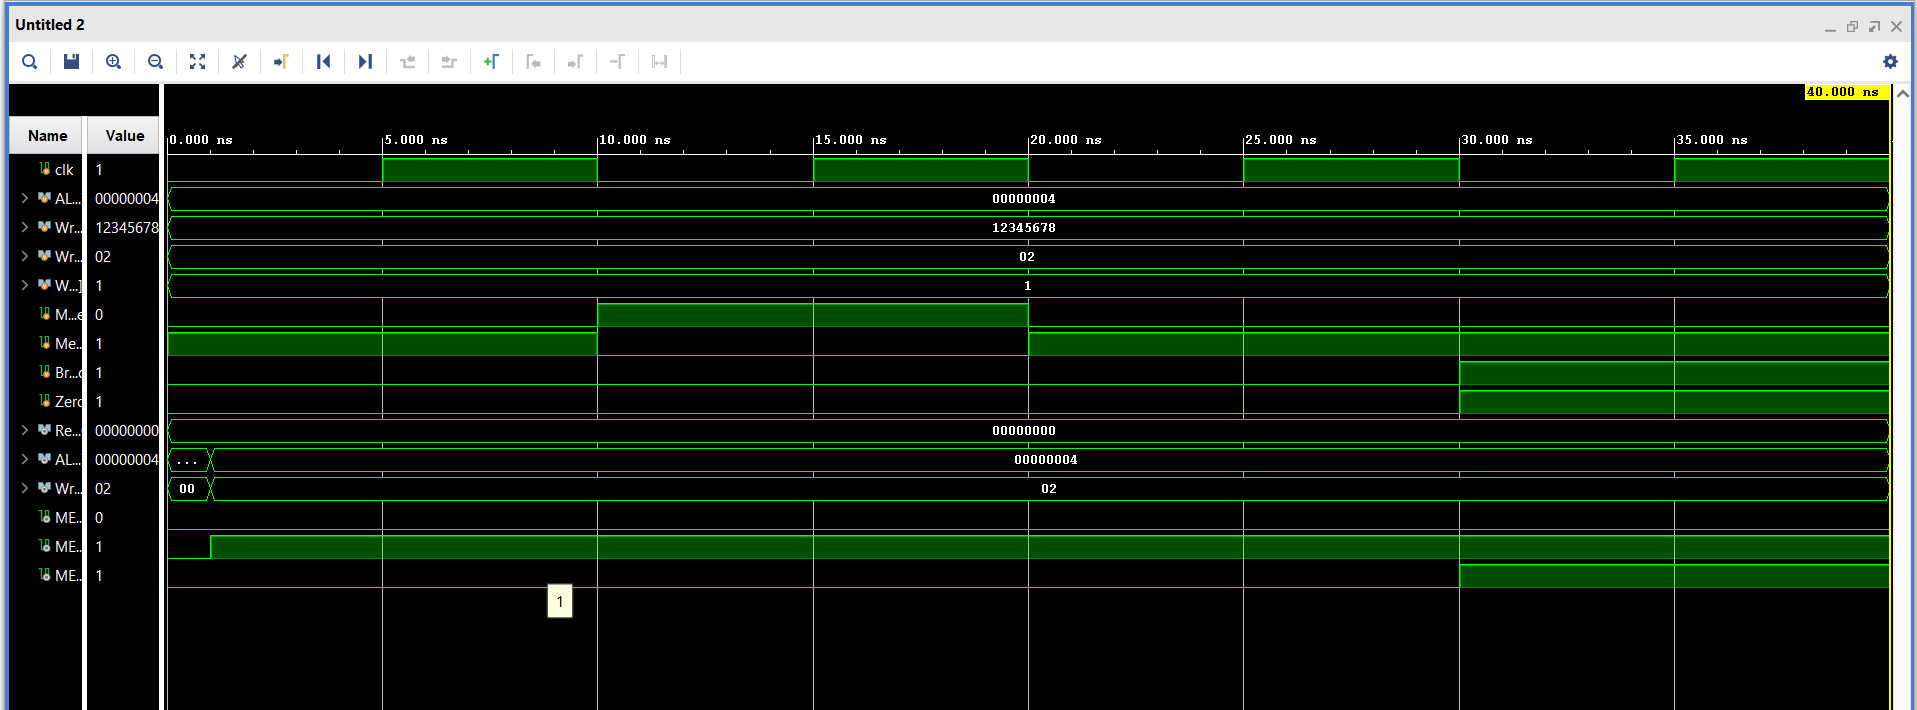 Untitled 2
40.000 ns
Name Value 0.000 ns 5.000 ns 10.000 ns 15.000 ns 20.000 ns 25.000 ns 30.000 ns 35.000 ns
clk 1
AL... 00000004 00000004
Wr... 12345678 12345678
Wr... 02 02
W...] 1 1
M...e 0
Me... 1
Br...c 1
Zero 1
Re... 00000000 00000000
AL... 00000004 ... 00000004
Wr... 02 00 02
ME... 0
ME... 1
ME... 1
1